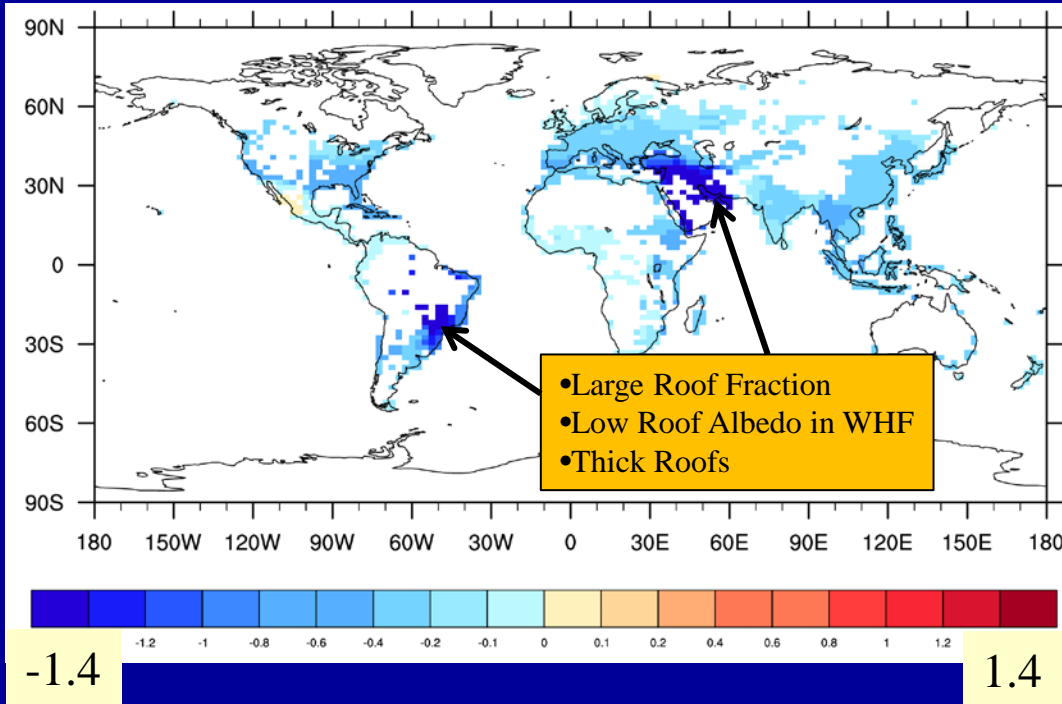 90N
60N
30N
0
30S
60S
90S
•Large Roof Fraction
•Low Roof Albedo in WHF
•Thick Roofs
180 150W 120W 90W 60W 30W 0 30E 60E 90E 120E 150E 180
-1.2 -1 -0.8 -0.6 -0.4 -0.2 -0.1 0 0.1 0.2 0.4 0.6 0.8 1 1.2
-1.4 1.4